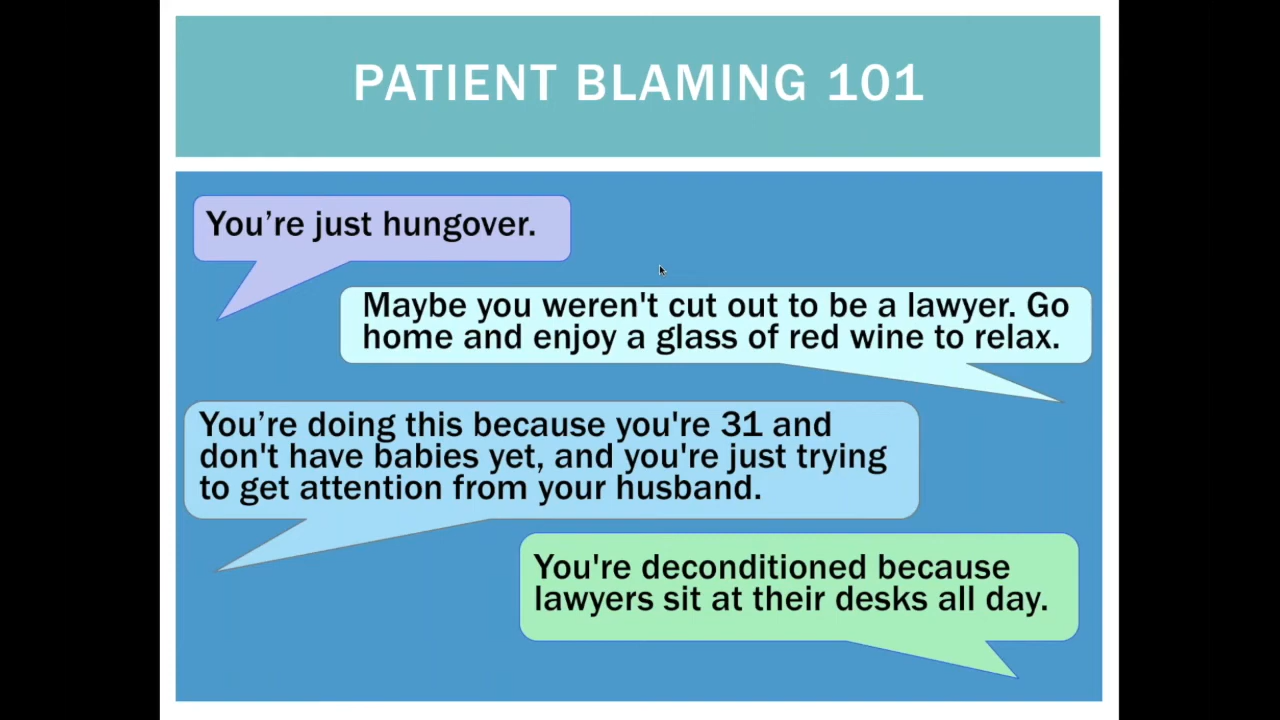 PATIENT BLAMING 101
You’re just hungover.
Maybe you weren't cut out to be a lawyer. Go
home and enjoy a glass of red wine to relax.
You’re doing this because you're 31 and
don't have babies yet, and you're just trying
to get attention from your husband.
You're deconditioned because
lawyers sit at their desks all day.